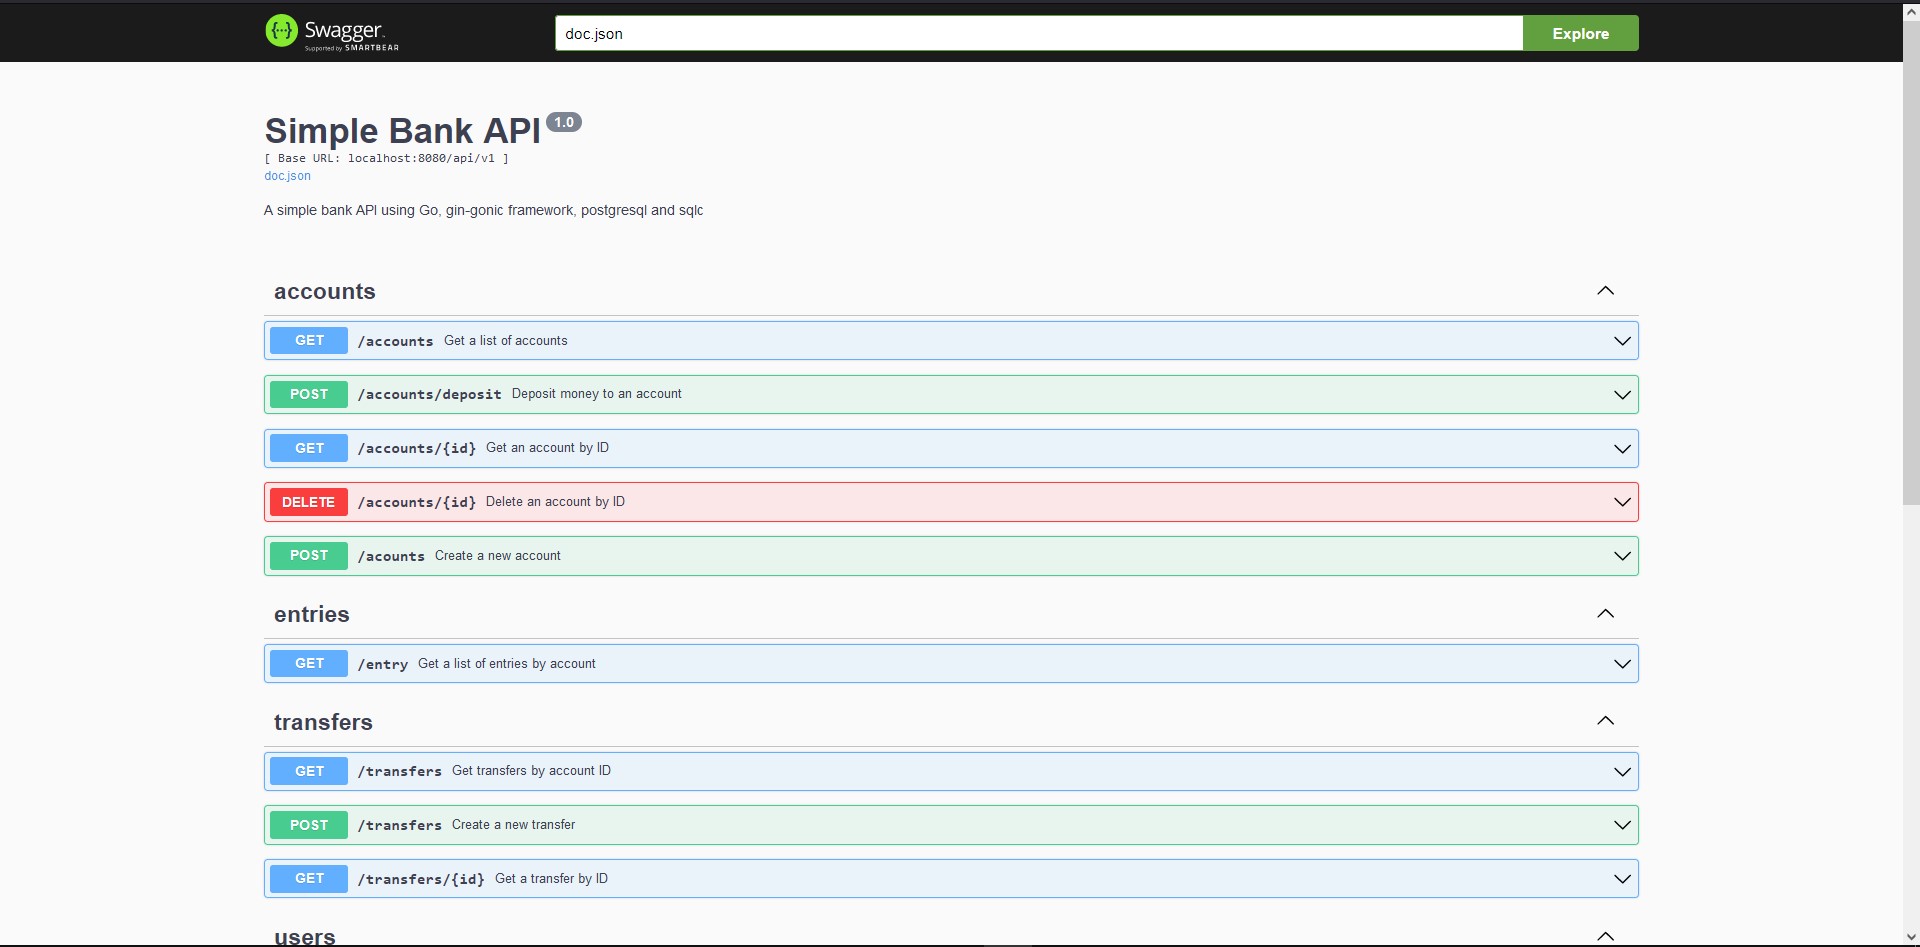 Swagger
Supported by SMARTBEAR
doc.json
Explore
Simple Bank API 1.0
[ Base URL: localhost:8080/api/v1 ]
doc.json
A simple bank API using Go, gin-gonic framework, postgresql and sqlc
accounts
GET /accounts Get a list of accounts
POST /accounts/deposit Deposit money to an account
GET /accounts/{id} Get an account by ID
DELETE /accounts/{id} Delete an account by ID
POST /acounts Create a new account
entries
GET /entry Get a list of entries by account
transfers
GET /transfers Get transfers by account ID
POST /transfers Create a new transfer
GET /transfers/{id} Get a transfer by ID
users